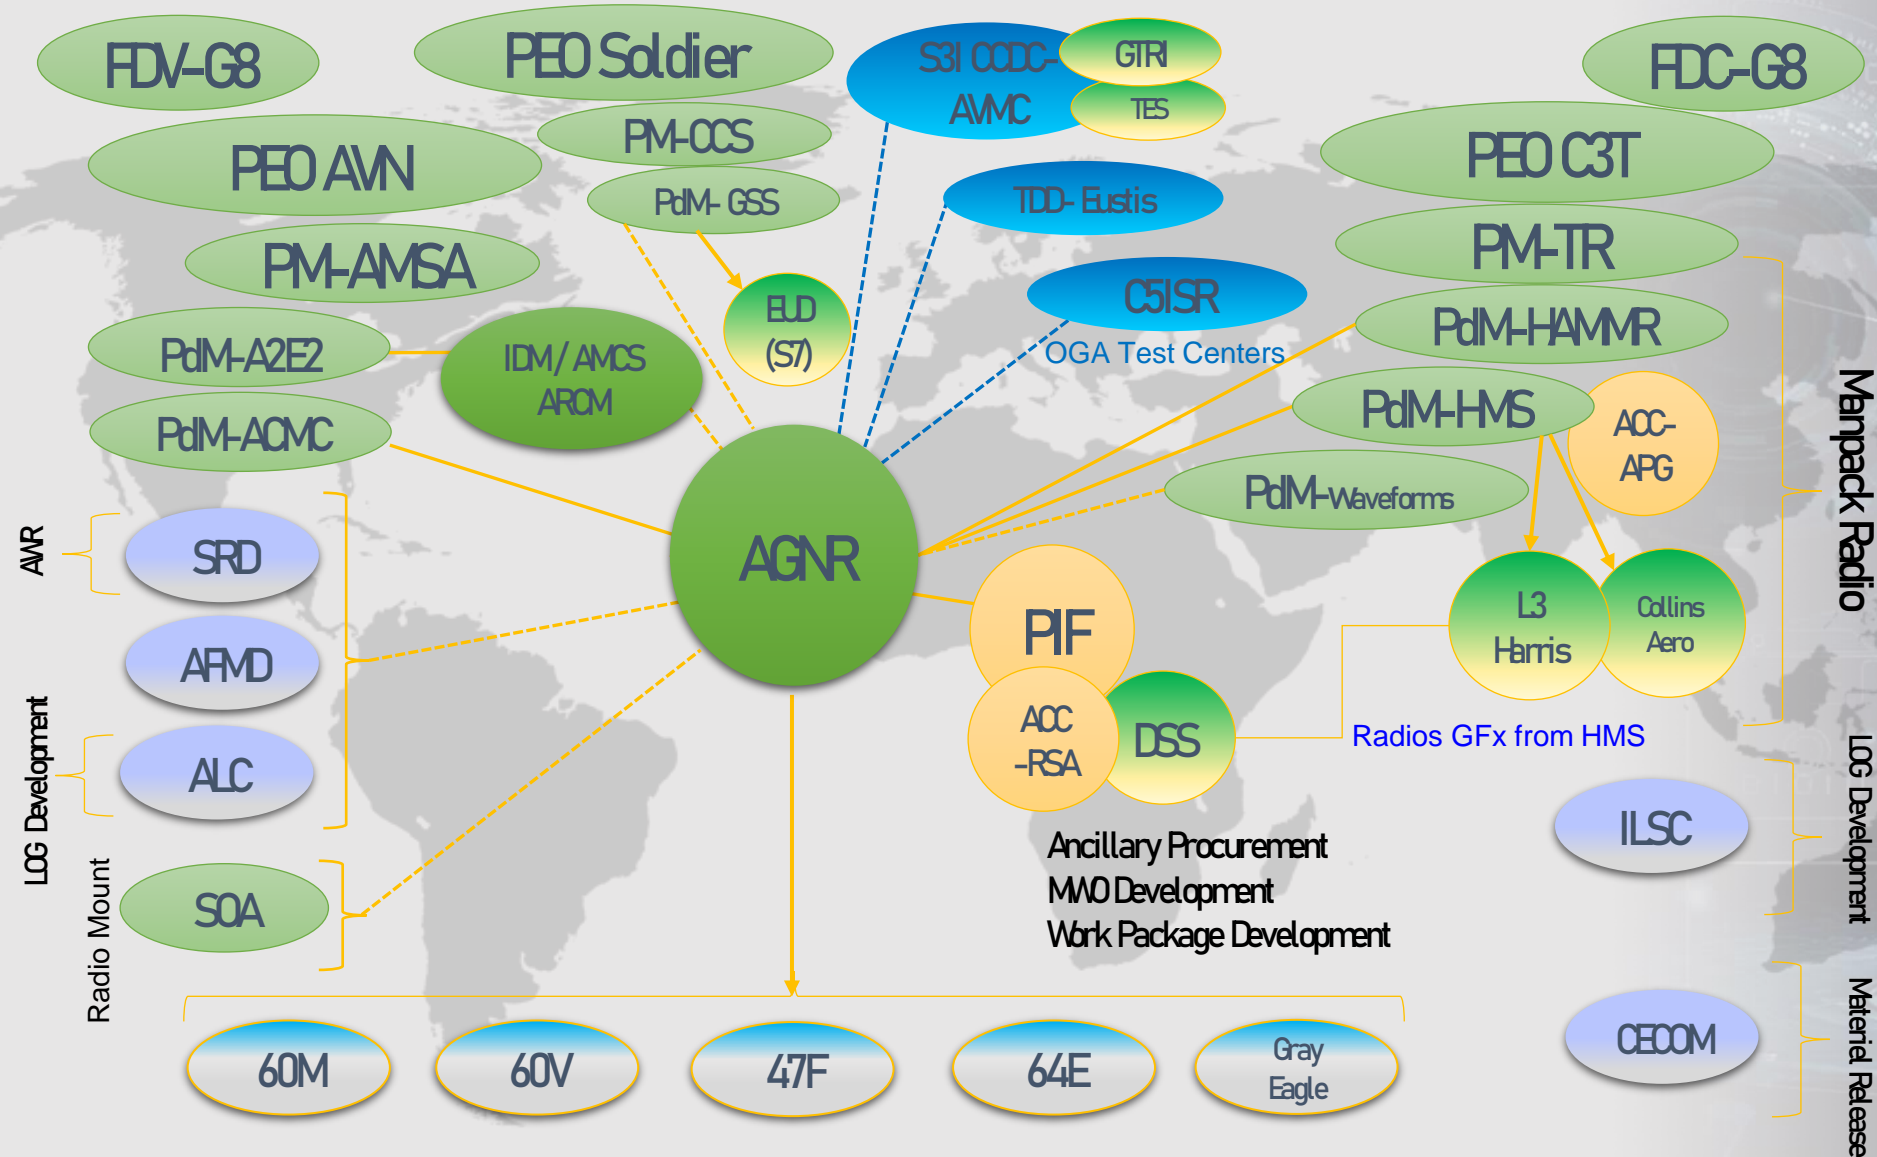 FDV-G8
PEO Soldier
S3I CCDC-
AVMC
GTRI
TES
FDC-G8
PEO AVN
PM-CCS
PdM- GSS
TDD- Eustis
PEO C3T
PM-AMSA
PM-TR
EUD
(S7)
C5ISR
OGA Test Centers
PdM-HAMMR
PdM-A2E2
IDM / AMCS
ARCM
PdM-ACMC
PdM-HMS
ACC-
APG
PdM-Waveforms
Manpack Radio
AWR
SRD
AGNR
PIF
L3
Harris
Collins
Aero
AFMD
LOG Development
ALC
ACC
-RSA
DSS
Radios GFx from HMS
LOG Development
ILSC
Ancillary Procurement
MWO Development
Work Package Development
Radio Mount
SOA
60M
60V
47F
64E
Gray
Eagle
CECOM
Materiel Release